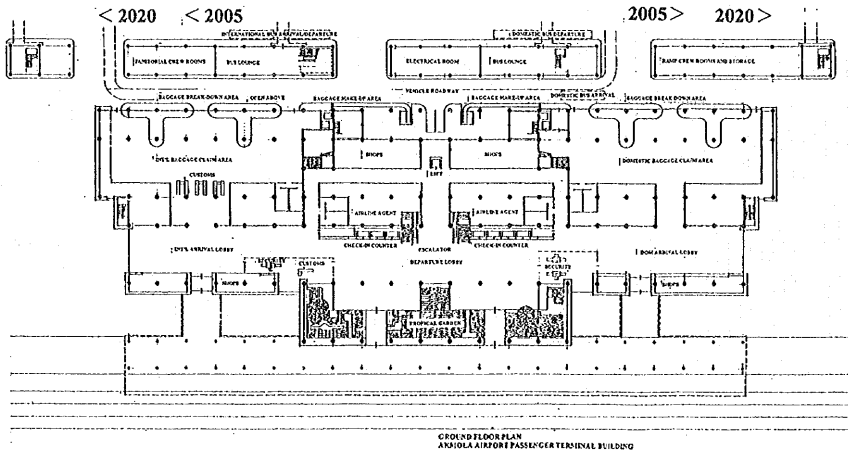 < 2020 < 2005 2005 > 2020 >
INTERNATIONAL BUS ARRIVAL/DEPARTURE DOMESTIC BUS DEPARTURE
BUS LOUNGE ELECTRICAL ROOM BUS LOUNGE RAMP CREW ROOMS AND STORAGE
VEHICLE ROADWAY
BAGGAGE BREAK DOWN AREA OPEN ABOVE BAGGAGE MAKE-UP AREA BAGGAGE MAKE-UP AREA DOMESTIC BUS ARRIVAL BAGGAGE BREAK DOWN AREA
INT'L BAGGAGE CLAIM AREA SHOPS SHOPS DOMESTIC BAGGAGE CLAIM AREA
LIFT
CUSTOMS
AIRLINE AGENT AIRLINE AGENT
CHECK-IN COUNTER ESCALATOR CHECK-IN COUNTER
INT'L ARRIVAL LOBBY DEPARTURE LOBBY DOM ARRIVAL LOBBY
CUSTOMS SECURITY
SHOPS SHOPS
TROPICAL GARDEN
GROUND FLOOR PLAN
AIRPORT PASSENGER TERMINAL BUILDING